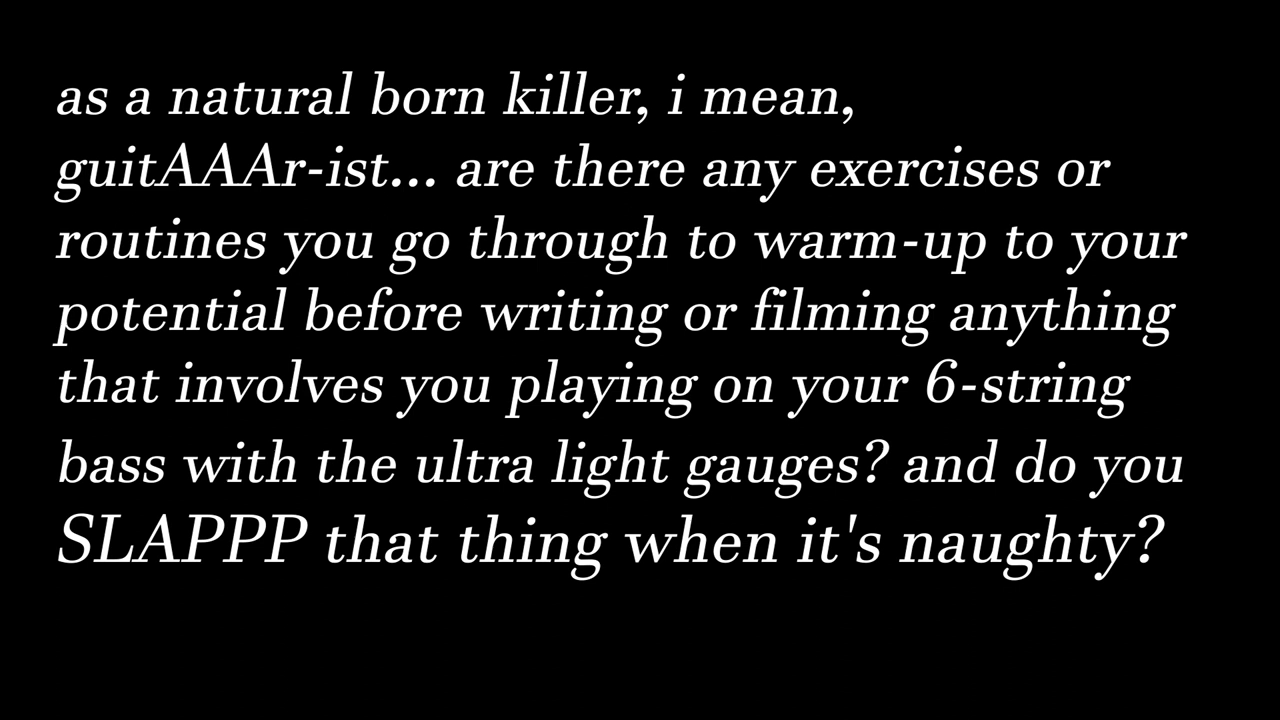 as a natural born killer, i mean,
guitAAAr-ist... are there any exercises or
routines you go through to warm-up to your
potential before writing or filming anything
that involves you playing on your 6-string
bass with the ultra light gauges? and do you
SLAPPP that thing when it's naughty?